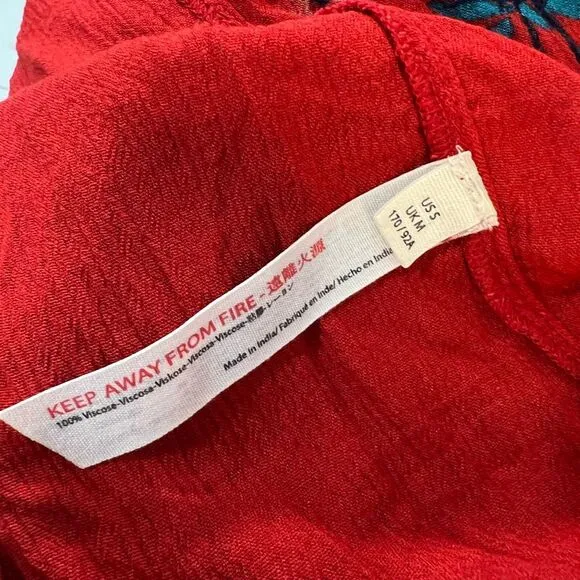 US S
UK M
170/92A
KEEP AWAY FROM FIRE - 遠離火源
100% Viscose-Viscosa-Viskose-Viscosa-Viscose-粘膠-レーヨン
Made in India/ Fabriqué en Inde/ Hecho en India